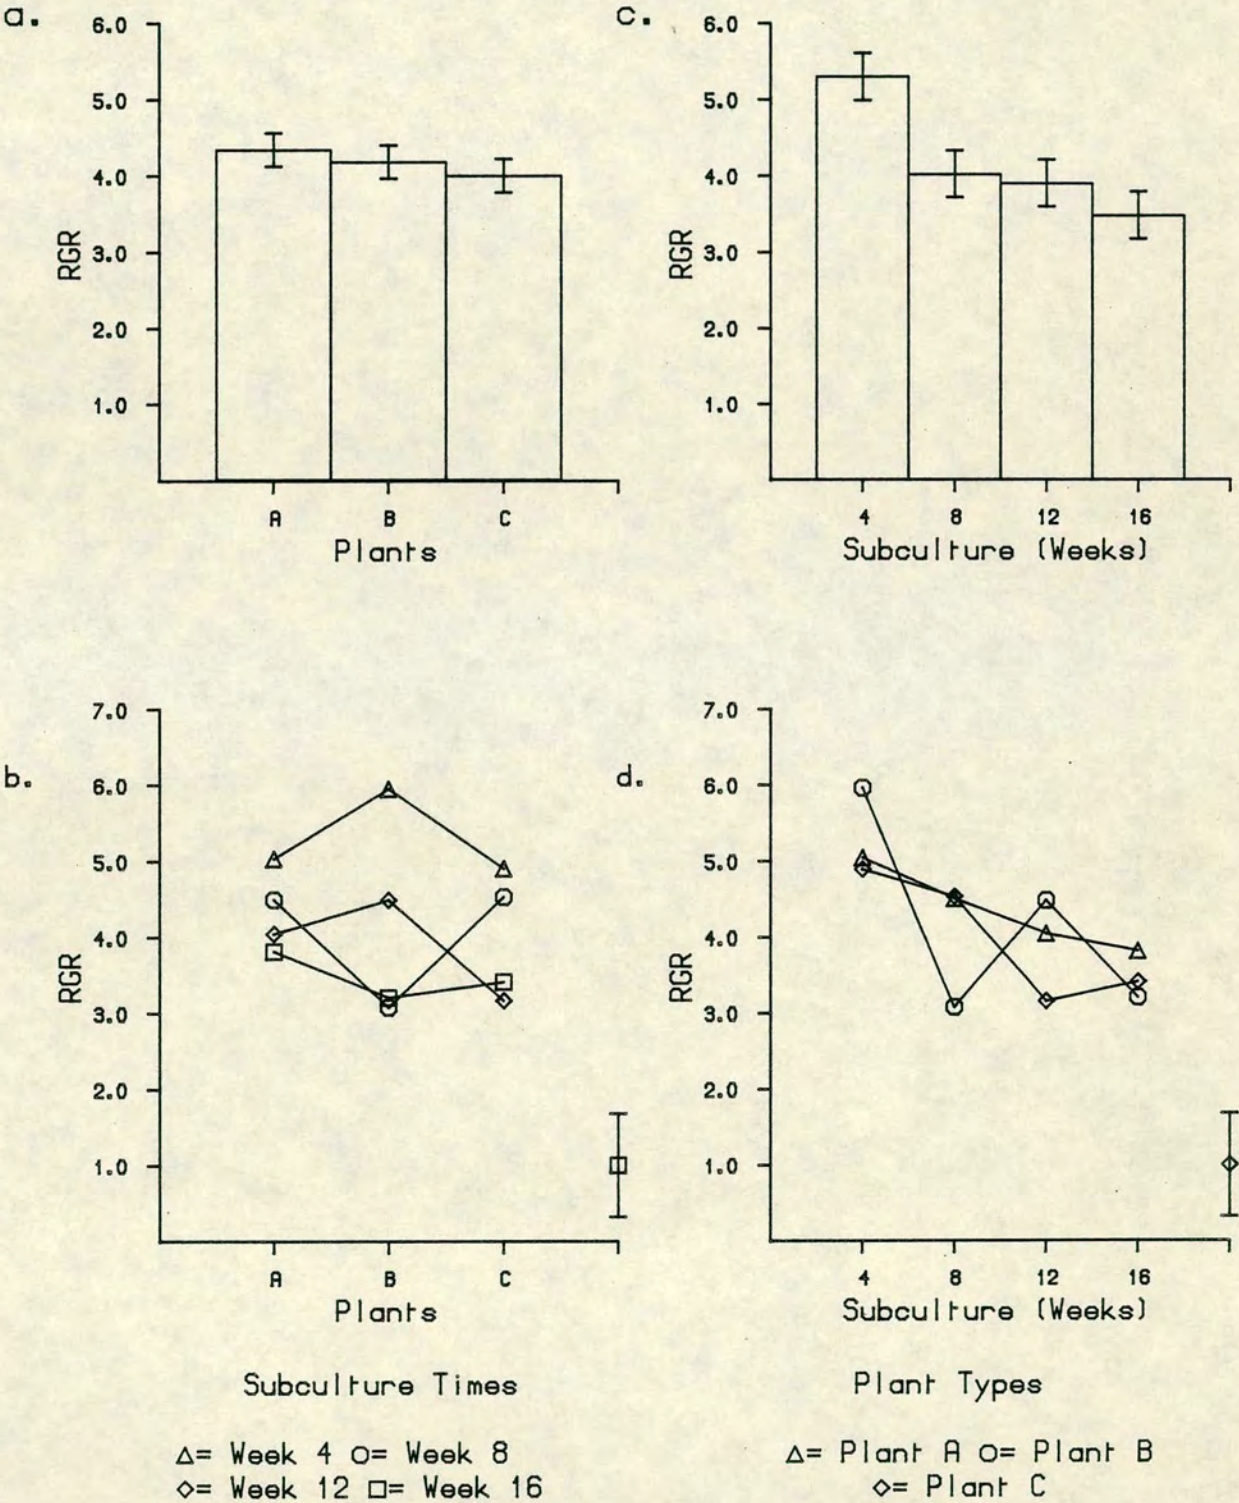 a.
6.0
5.0
4.0
3.0
2.0
1.0
RGR
A B C
Plants
c.
6.0
5.0
4.0
3.0
2.0
1.0
RGR
4 8 12 16
Subculture (Weeks)
b.
7.0
6.0
5.0
4.0
3.0
2.0
1.0
RGR
A B C
Plants
Subculture Times
△= Week 4 O= Week 8
◇= Week 12 □= Week 16
d.
7.0
6.0
5.0
4.0
3.0
2.0
1.0
RGR
4 8 12 16
Subculture (Weeks)
Plant Types
△= Plant A O= Plant B
◇= Plant C